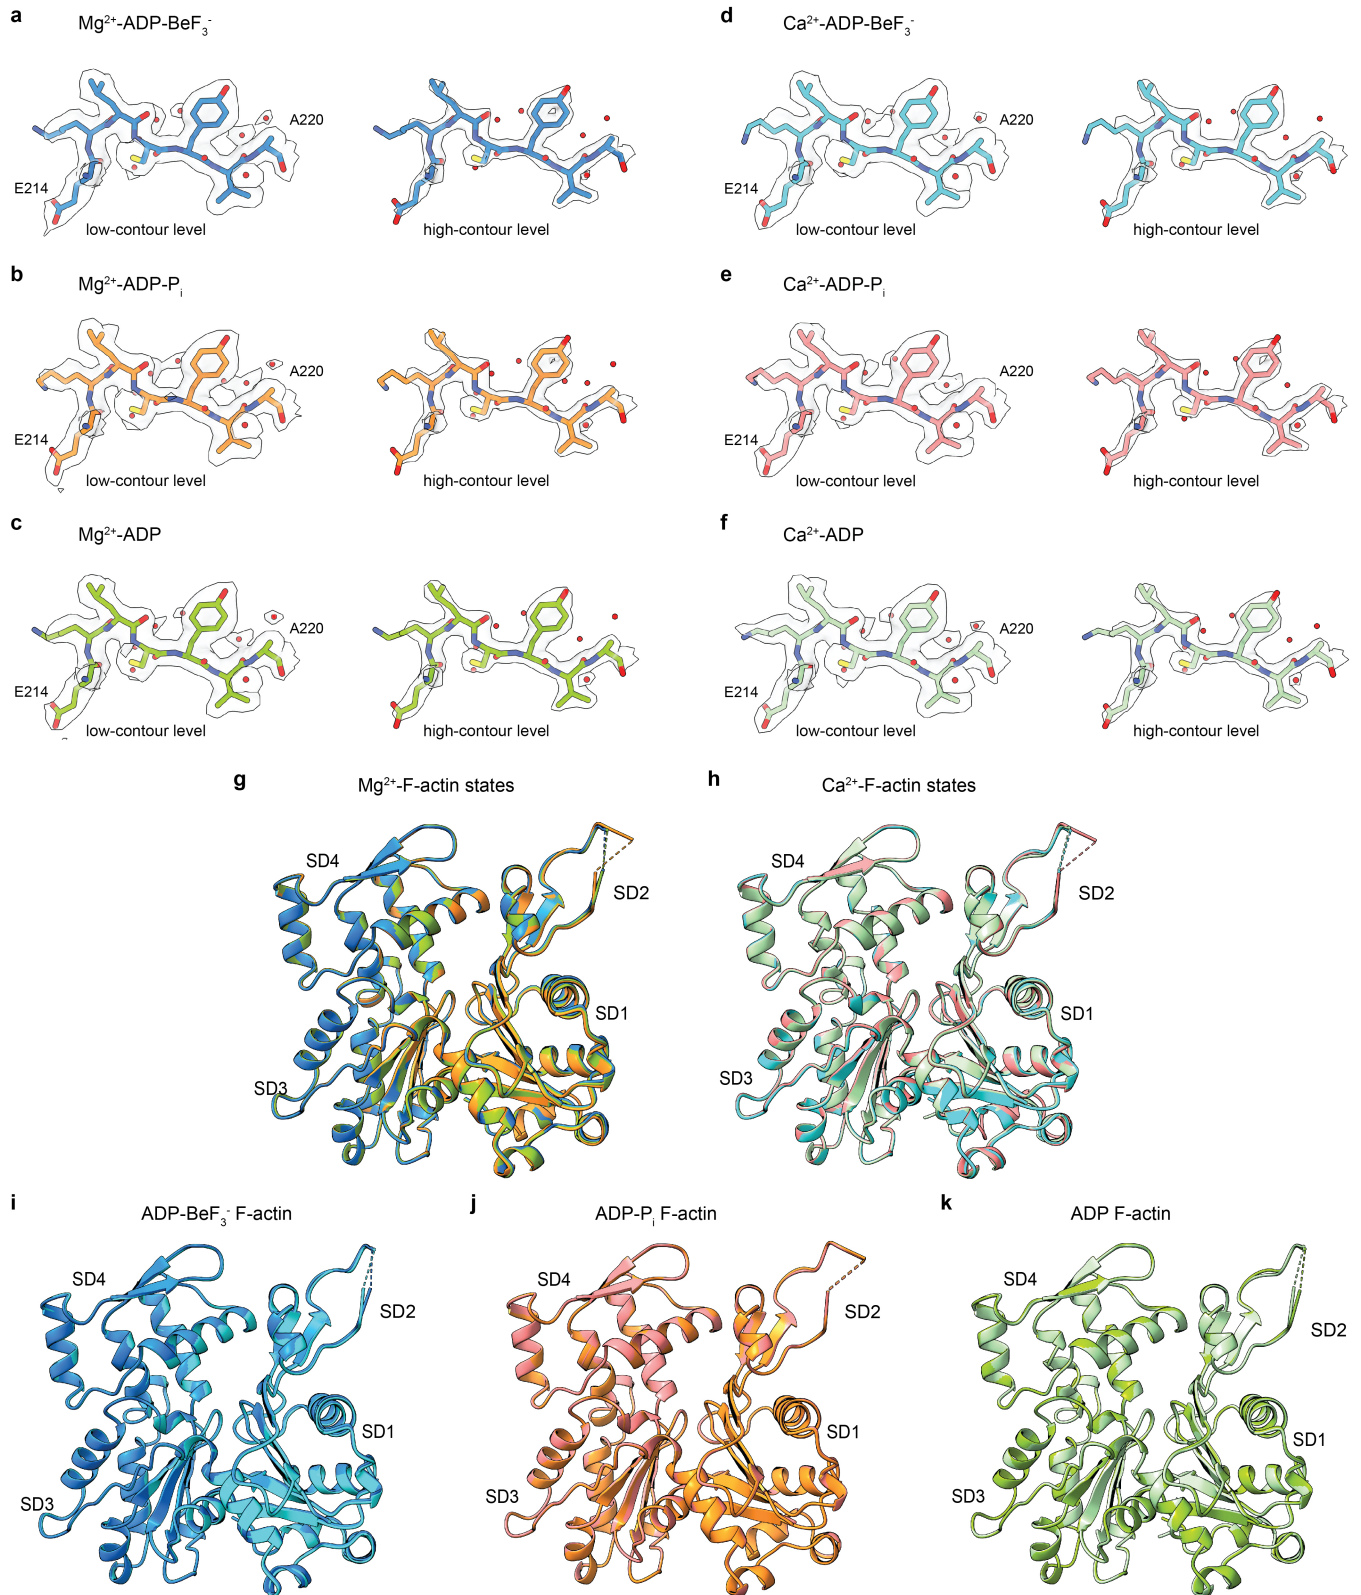 a Mg²⁺-ADP-BeF₃⁻
E214
A220
low-contour level
high-contour level
d Ca²⁺-ADP-BeF₃⁻
E214
A220
low-contour level
high-contour level
b Mg²⁺-ADP-Pᵢ
E214
A220
low-contour level
high-contour level
e Ca²⁺-ADP-Pᵢ
E214
A220
low-contour level
high-contour level
c Mg²⁺-ADP
E214
A220
low-contour level
high-contour level
f Ca²⁺-ADP
E214
A220
low-contour level
high-contour level
g Mg²⁺-F-actin states
SD4
SD2
SD1
SD3
h Ca²⁺-F-actin states
SD4
SD2
SD1
SD3
i ADP-BeF₃⁻ F-actin
SD4
SD2
SD1
SD3
j ADP-Pᵢ F-actin
SD4
SD2
SD1
SD3
k ADP F-actin
SD4
SD2
SD1
SD3